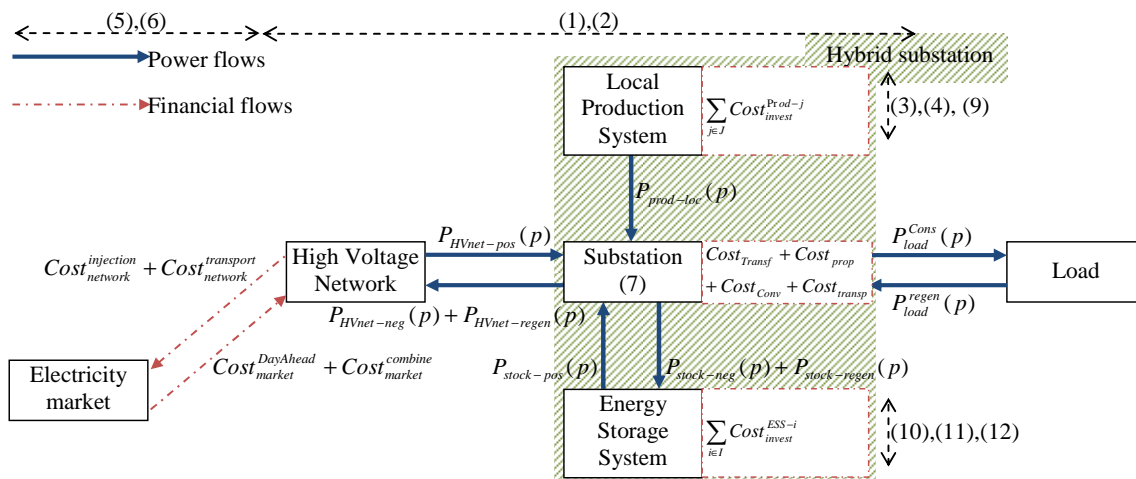 (5),(6)
(1),(2)
Power flows
Hybrid substation
Financial flows
Local
Production
System
\sum_{j \in J} Cost_{invest}^{Prod-j}
(3),(4), (9)
P_{prod-loc}(p)
P_{HVnet-pos}(p)
P_{load}^{Cons}(p)
Cost_{network}^{injection} + Cost_{network}^{transport}
High Voltage
Network
Substation
(7)
Cost_{Transf} + Cost_{prop}
+ Cost_{Conv} + Cost_{transp}
Load
P_{load}^{regen}(p)
P_{HVnet-neg}(p) + P_{HVnet-regen}(p)
Cost_{market}^{DayAhead} + Cost_{market}^{combine}
P_{stock-pos}(p)
P_{stock-neg}(p) + P_{stock-regen}(p)
Electricity
market
Energy
Storage
System
\sum_{i \in I} Cost_{invest}^{ESS-i}
(10),(11),(12)